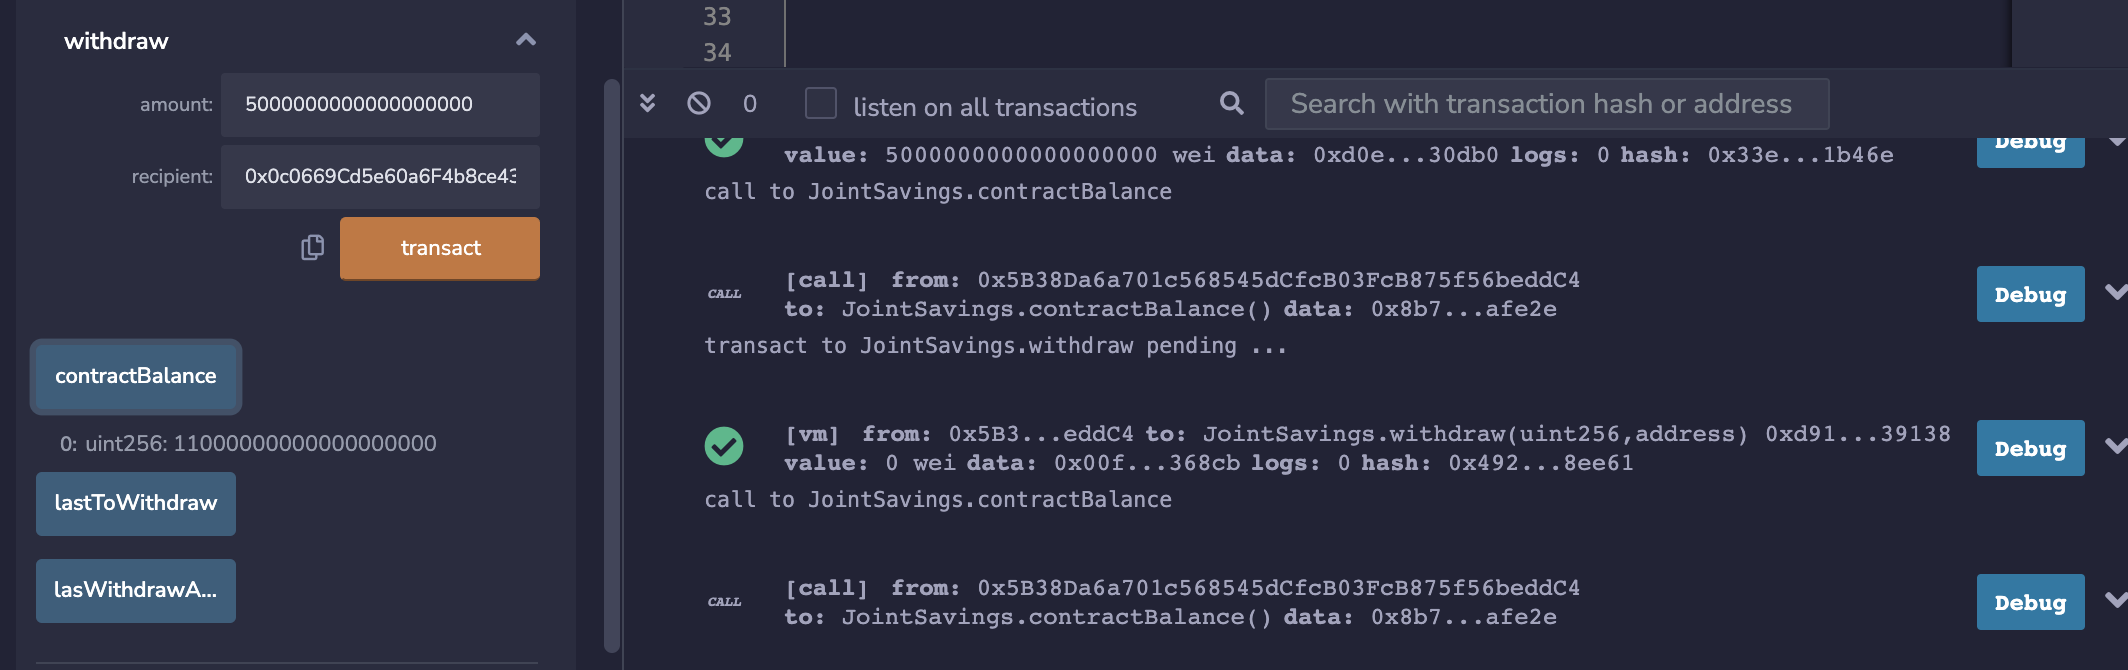 withdraw
amount: 5000000000000000000
recipient: 0x0c0669Cd5e60a6F4b8ce43
transact
contractBalance
0: uint256: 11000000000000000000
lastToWithdraw
lasWithdrawA...
33
34
0 listen on all transactions Search with transaction hash or address
value: 5000000000000000000 wei data: 0xd0e...30db0 logs: 0 hash: 0x33e...1b46e Debug
call to JointSavings.contractBalance
CALL [call] from: 0x5B38Da6a701c568545dCfcB03FcB875f56beddC4
to: JointSavings.contractBalance() data: 0x8b7...afe2e Debug
transact to JointSavings.withdraw pending ...
[vm] from: 0x5B3...eddC4 to: JointSavings.withdraw(uint256,address) 0xd91...39138
value: 0 wei data: 0x00f...368cb logs: 0 hash: 0x492...8ee61 Debug
call to JointSavings.contractBalance
CALL [call] from: 0x5B38Da6a701c568545dCfcB03FcB875f56beddC4
to: JointSavings.contractBalance() data: 0x8b7...afe2e Debug